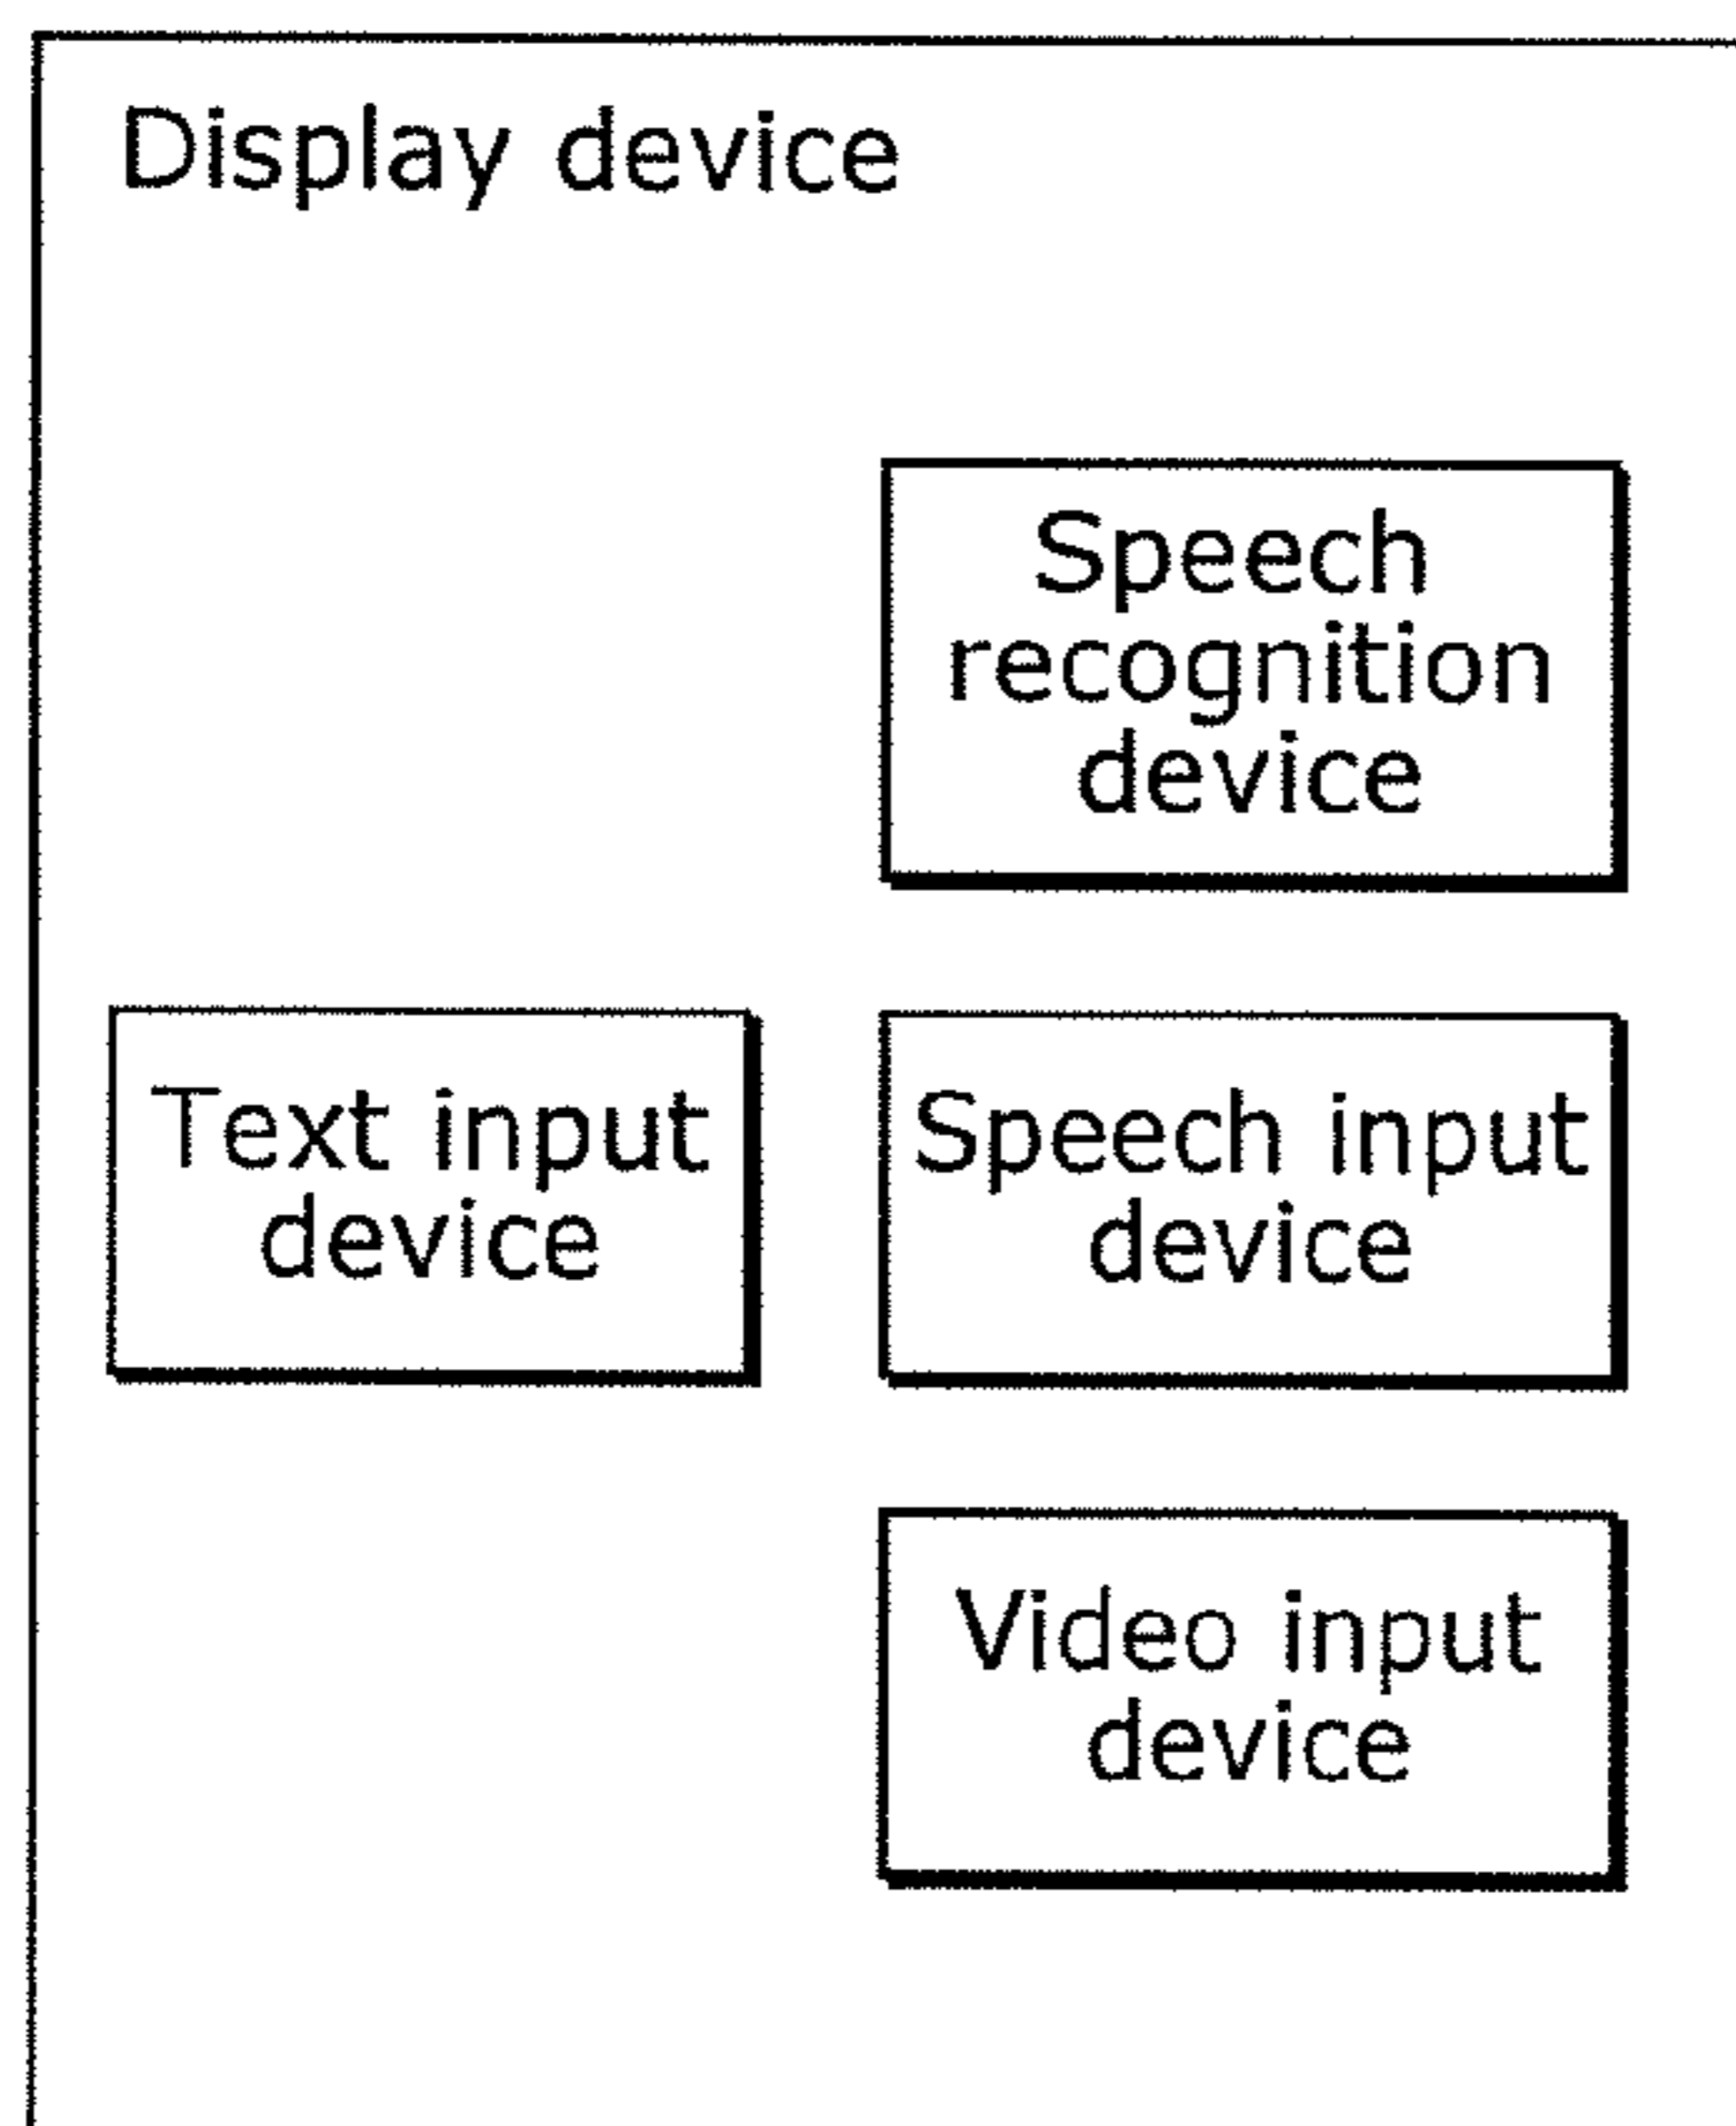 Display device
Speech
recognition
device
Text input
device
Speech input
device
Video input
device